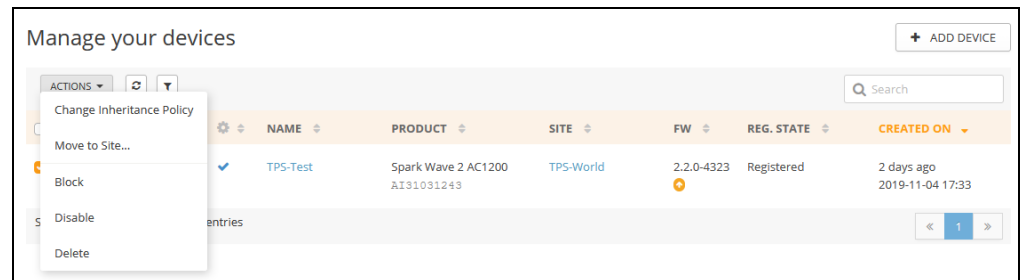 Manage your devices
+ ADD DEVICE
ACTIONS
Search
Change Inheritance Policy
Move to Site...
Block
Disable
Delete
NAME PRODUCT SITE FW REG. STATE CREATED ON
TPS-Test Spark Wave 2 AC1200 TPS-World 2.2.0-4323 Registered 2 days ago
AI31031243 2019-11-04 17:33
entries
« 1 »